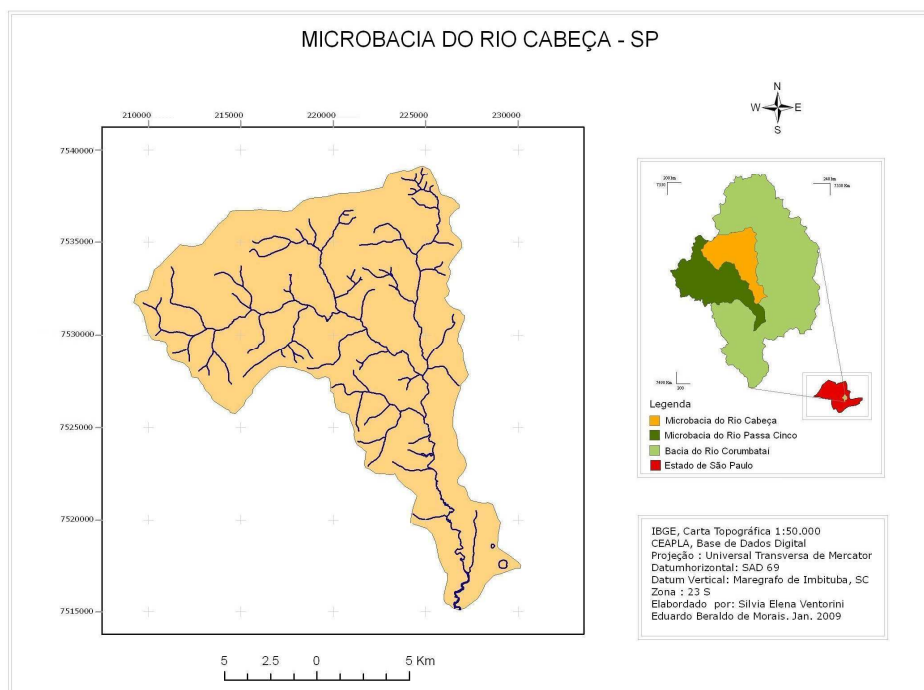 MICROBACIA DO RIO CABEÇA - SP
N
W E
S
210000 215000 220000 225000 230000
7540000
7535000
7530000
7525000
7520000
7515000
5 2.5 0 5 Km
Legenda
Microbacia do Rio Cabeça
Microbacia do Rio Passa Cinco
Bacia do Rio Corumbataí
Estado de São Paulo
IBGE, Carta Topográfica 1:50.000
CEAPLA, Base de Dados Digital
Projeção : Universal Transversa de Mercator
Datumhorizontal: SAD 69
Datum Vertical: Maregrafo de Imbituba, SC
Zona : 23 S
Elaborado por: Silvia Elena Ventorini
Eduardo Beraldo de Morais. Jan. 2009